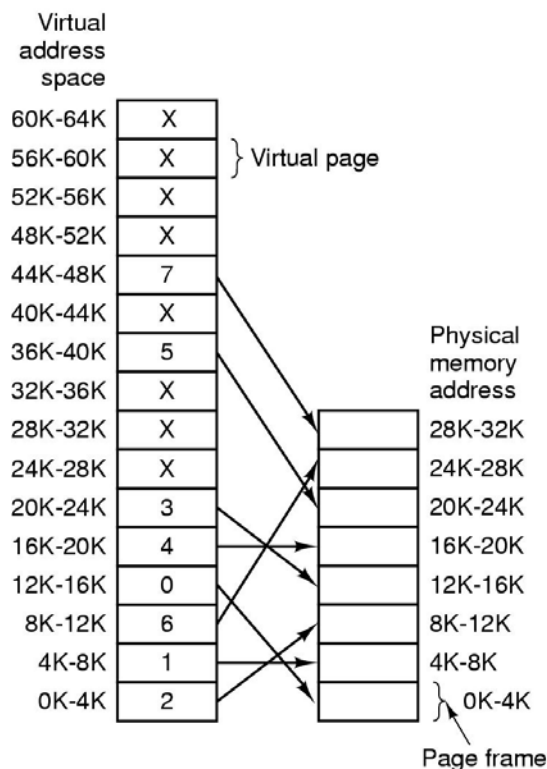 Virtual
address
space
60K-64K X
56K-60K X Virtual page
52K-56K X
48K-52K X
44K-48K 7
40K-44K X
36K-40K 5
32K-36K X
28K-32K X
24K-28K X
20K-24K 3
16K-20K 4
12K-16K 0
8K-12K 6
4K-8K 1
0K-4K 2
Physical
memory
address
28K-32K
24K-28K
20K-24K
16K-20K
12K-16K
8K-12K
4K-8K
0K-4K
Page frame